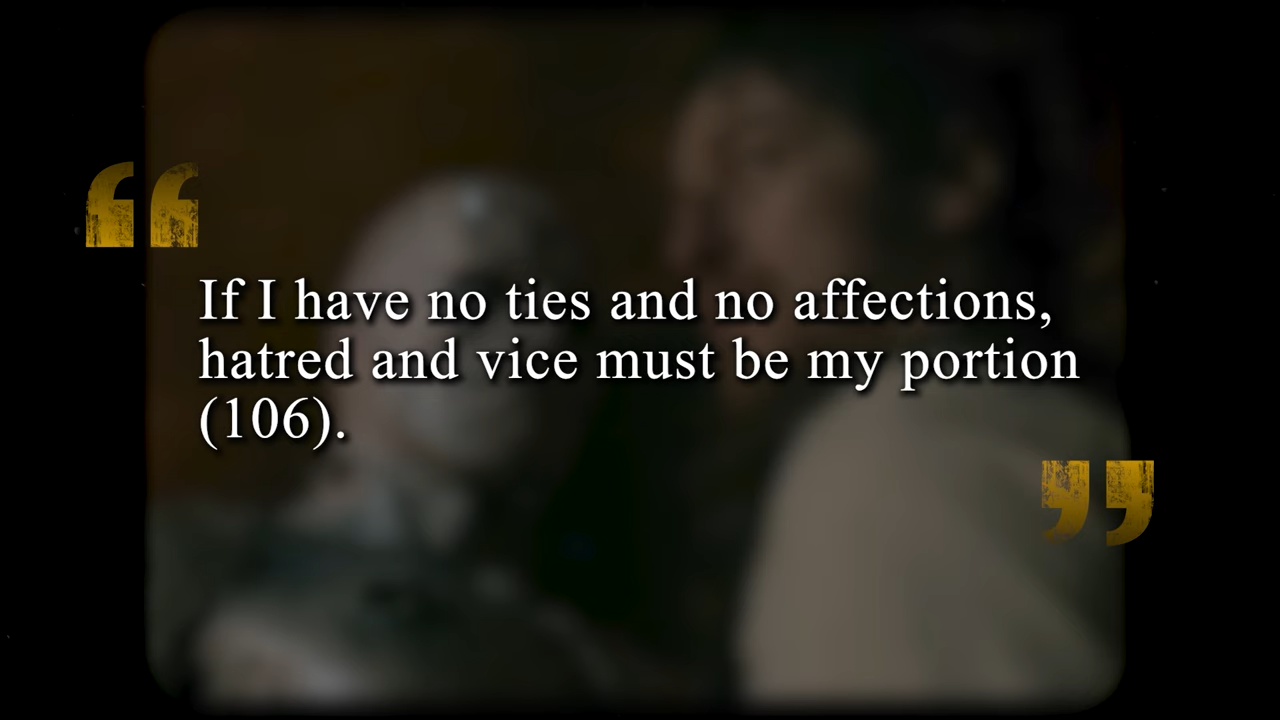 “
If I have no ties and no affections,
hatred and vice must be my portion
(106).
”